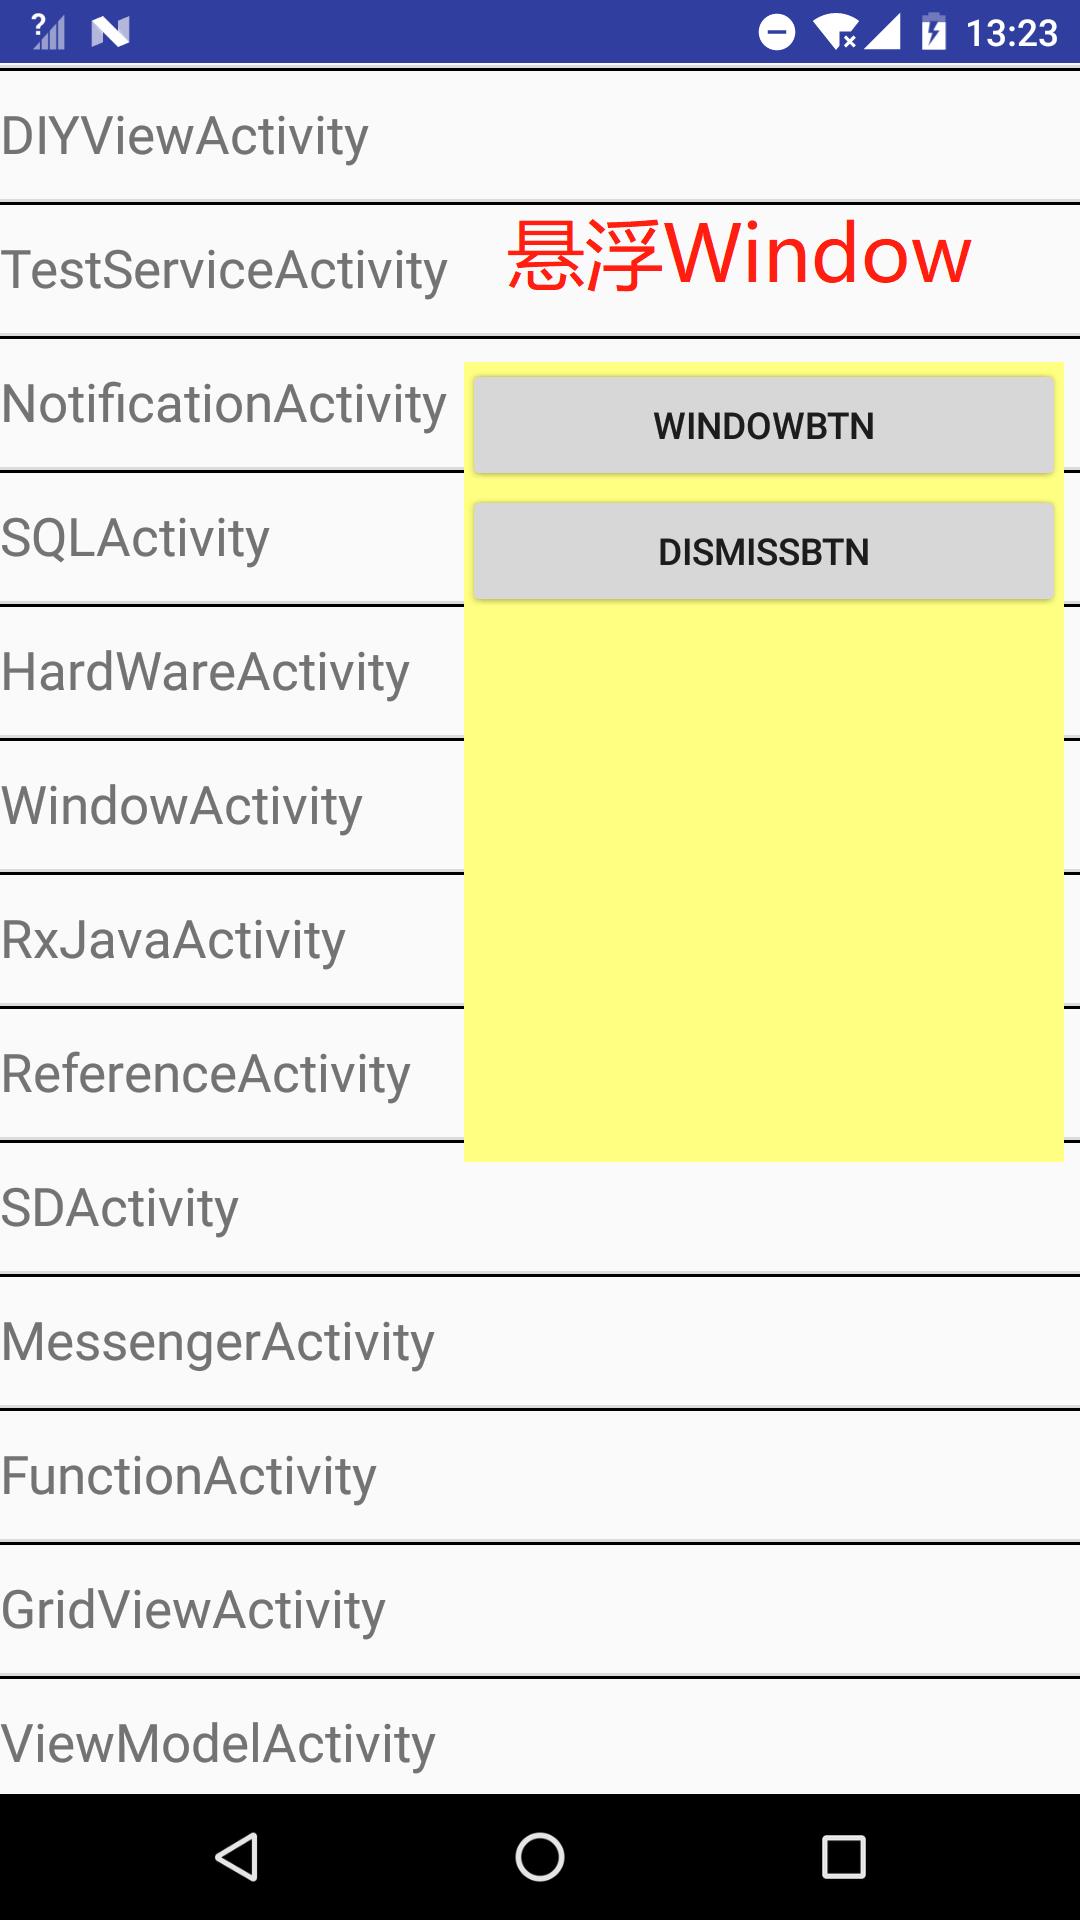 13:23
DIYViewActivity
TestServiceActivity
悬浮Window
NotificationActivity
WINDOWBTN
SQLActivity
DISMISSBTN
HardWareActivity
WindowActivity
RxJavaActivity
ReferenceActivity
SDActivity
MessengerActivity
FunctionActivity
GridViewActivity
ViewModelActivity